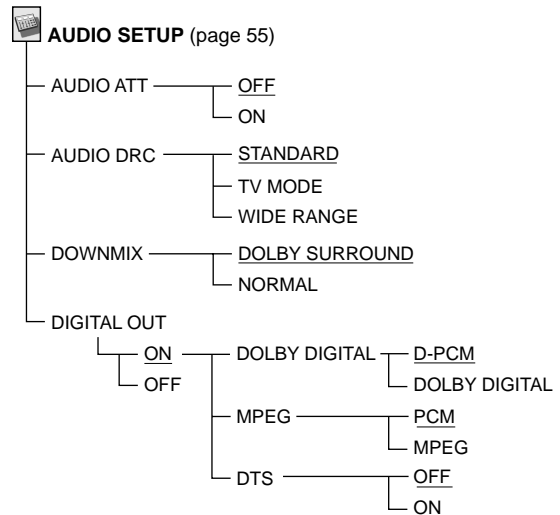 AUDIO SETUP (page 55)
AUDIO ATT OFF
ON
AUDIO DRC STANDARD
TV MODE
WIDE RANGE
DOWNMIX DOLBY SURROUND
NORMAL
DIGITAL OUT
ON DOLBY DIGITAL D-PCM
OFF DOLBY DIGITAL
MPEG PCM
MPEG
DTS OFF
ON